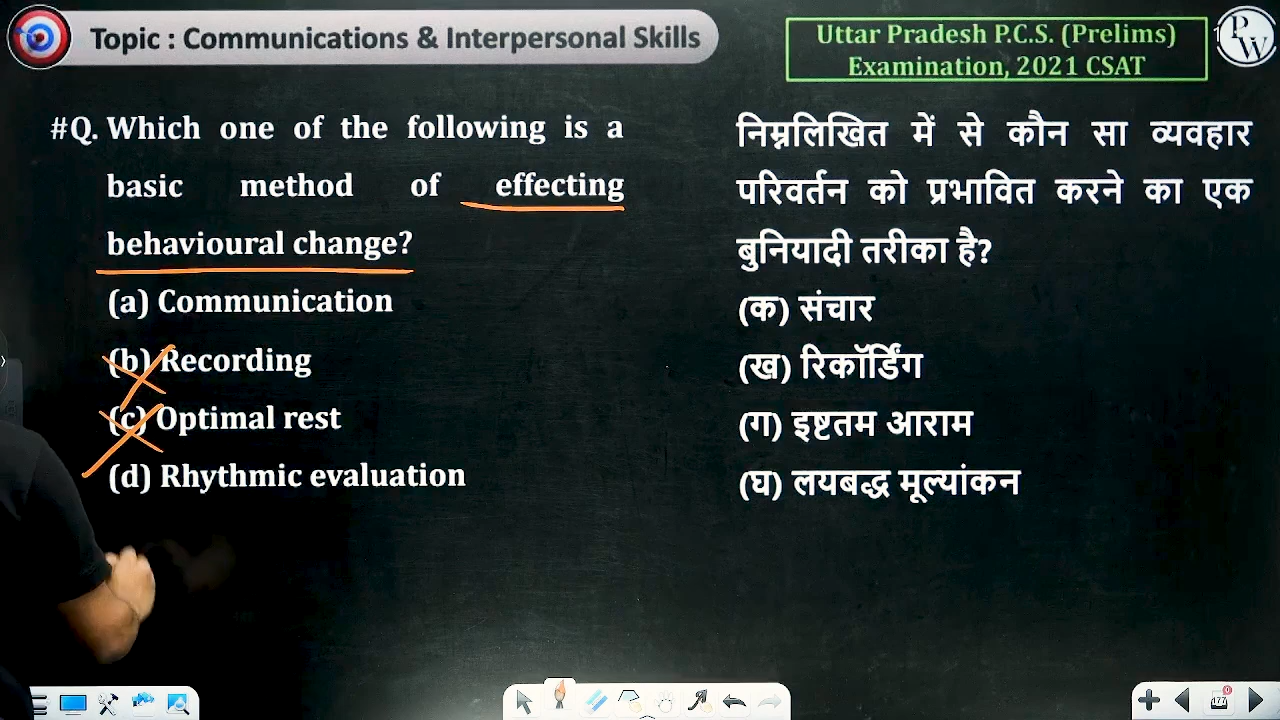 Topic : Communications & Interpersonal Skills
Uttar Pradesh P.C.S. (Prelims)
Examination, 2021 CSAT
P
W
#Q. Which one of the following is a
basic method of effecting
behavioural change?
(a) Communication
(b) Recording
(c) Optimal rest
(d) Rhythmic evaluation
निम्नलिखित में से कौन सा व्यवहार
परिवर्तन को प्रभावित करने का एक
बुनियादी तरीका है?
(क) संचार
(ख) रिकॉर्डिंग
(ग) इष्टतम आराम
(घ) लयबद्ध मूल्यांकन